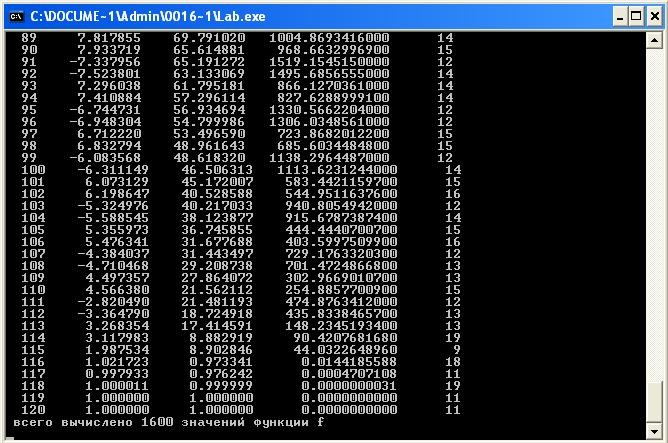 C:\DOCUME~1\Admin\0016~1\Lab.exe
89 7.817855 69.791020 1004.8693416000 14
90 7.933719 65.614881 968.6632996900 15
91 -7.337956 65.191272 1519.1545150000 12
92 -7.523801 63.133069 1495.6856555000 14
93 7.296038 61.795181 866.1270361000 14
94 7.410884 57.296114 827.6288999100 14
95 -6.744731 56.934694 1330.5662204000 12
96 -6.948304 54.799986 1306.0348561000 12
97 6.712220 53.496590 723.8682012200 15
98 6.832794 48.961643 685.6034484800 15
99 -6.083568 48.618320 1138.2964487000 12
100 -6.311149 46.506313 1113.6231244000 14
101 6.073129 45.172007 583.4421159700 15
102 6.198647 40.528588 544.9511637600 16
103 -5.324976 40.217033 940.8054942000 12
104 -5.588545 38.123877 915.6787387400 14
105 5.355973 36.745855 444.4440700700 15
106 5.476341 31.677688 403.5997509900 16
107 -4.384037 31.443497 729.1763320300 12
108 -4.710468 29.208738 701.4724866800 13
109 4.497357 27.864072 302.9669010700 13
110 4.566380 21.562112 254.8857700900 15
111 -2.820490 21.481193 474.8763412000 12
112 -3.364790 18.724918 435.8338465700 13
113 3.268354 17.414591 148.2345193400 13
114 3.117983 8.882919 90.4207681680 19
115 1.987534 8.902846 44.0322648960 9
116 1.021723 0.973341 0.0144185588 18
117 0.997933 0.976242 0.0004707108 11
118 1.000011 0.999999 0.0000000031 19
119 1.000000 1.000000 0.0000000000 11
120 1.000000 1.000000 0.0000000000 11
всего вычислено 1600 значений функции f